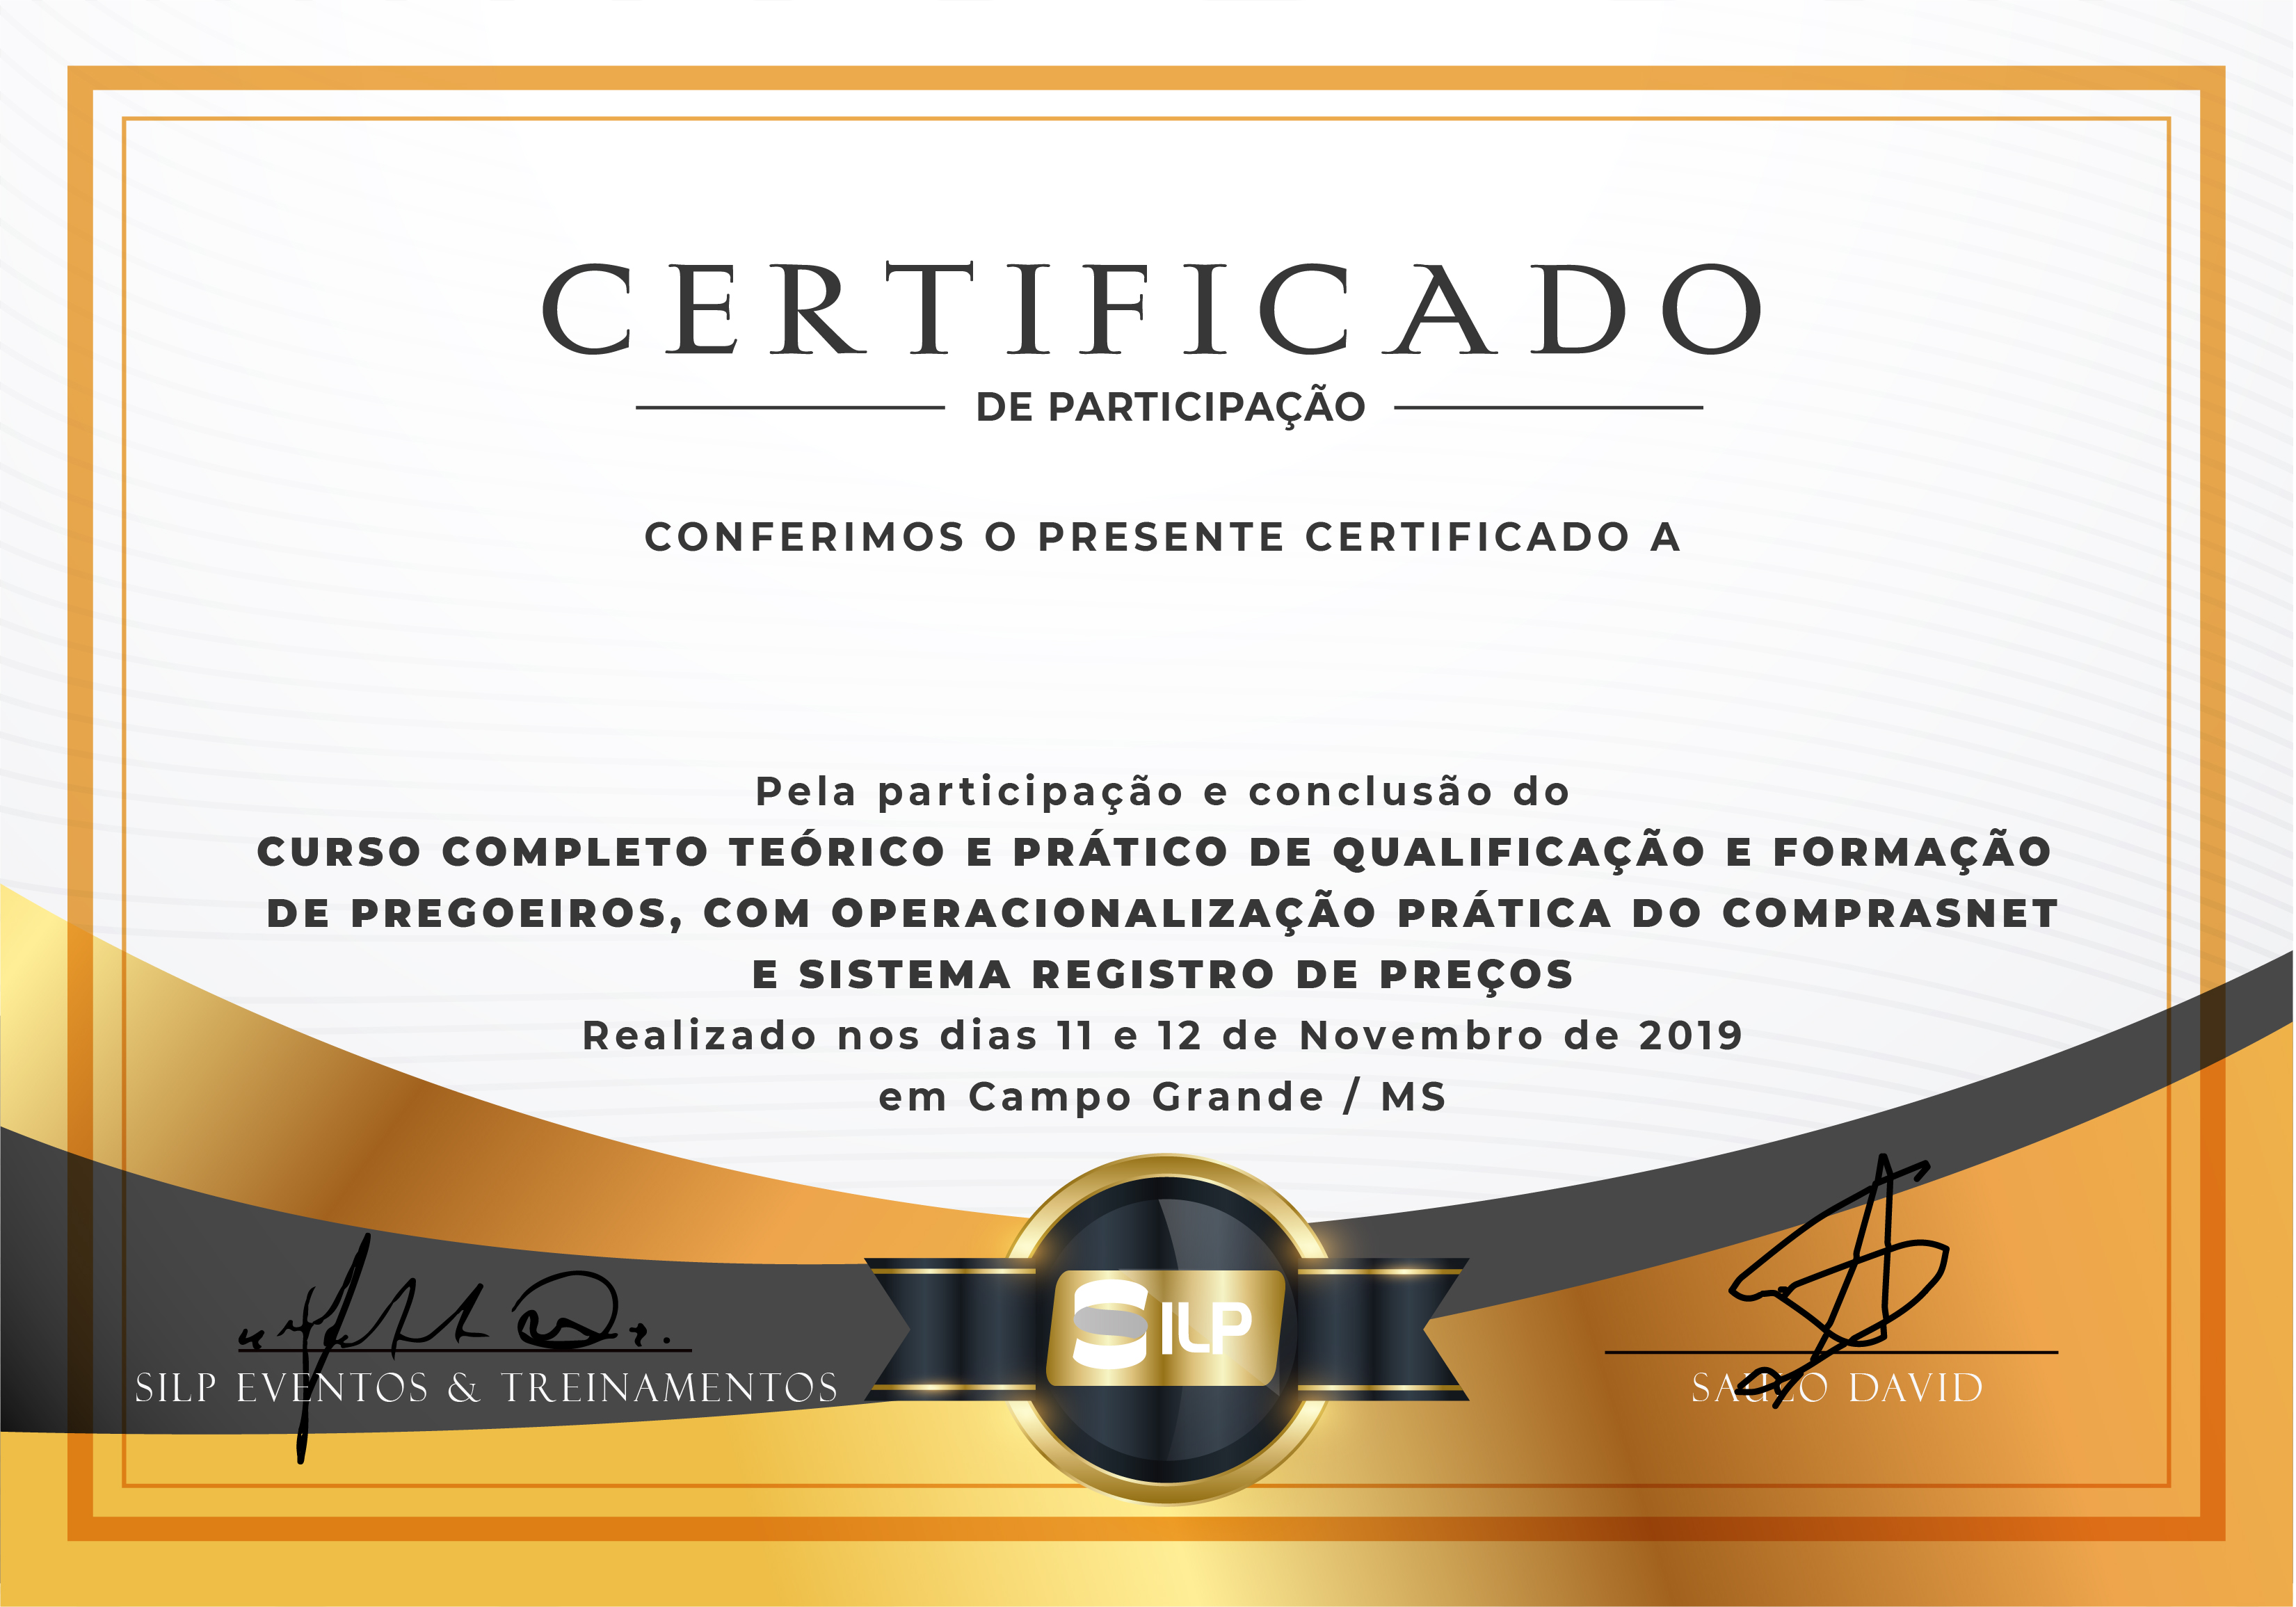 CERTIFICADO
DE PARTICIPAÇÃO
CONFERIMOS O PRESENTE CERTIFICADO A
Pela participação e conclusão do
CURSO COMPLETO TEÓRICO E PRÁTICO DE QUALIFICAÇÃO E FORMAÇÃO
DE PREGOEIROS, COM OPERACIONALIZAÇÃO PRÁTICA DO COMPRASNET
E SISTEMA REGISTRO DE PREÇOS
Realizado nos dias 11 e 12 de Novembro de 2019
em Campo Grande / MS
SILP
SILP EVENTOS & TREINAMENTOS
SAULO DAVID